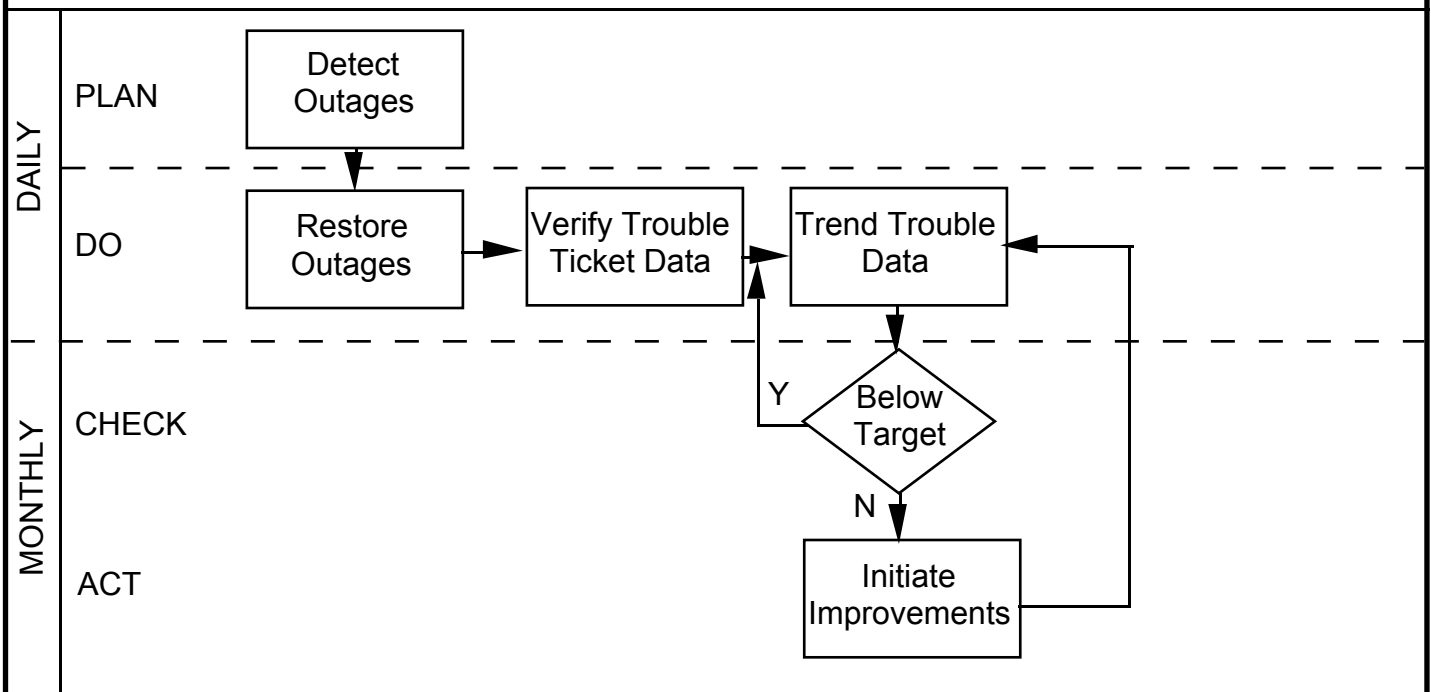 DAILY
PLAN
Detect
Outages
DO
Restore
Outages
Verify Trouble
Ticket Data
Trend Trouble
Data
MONTHLY
CHECK
Y
Below
Target
N
ACT
Initiate
Improvements